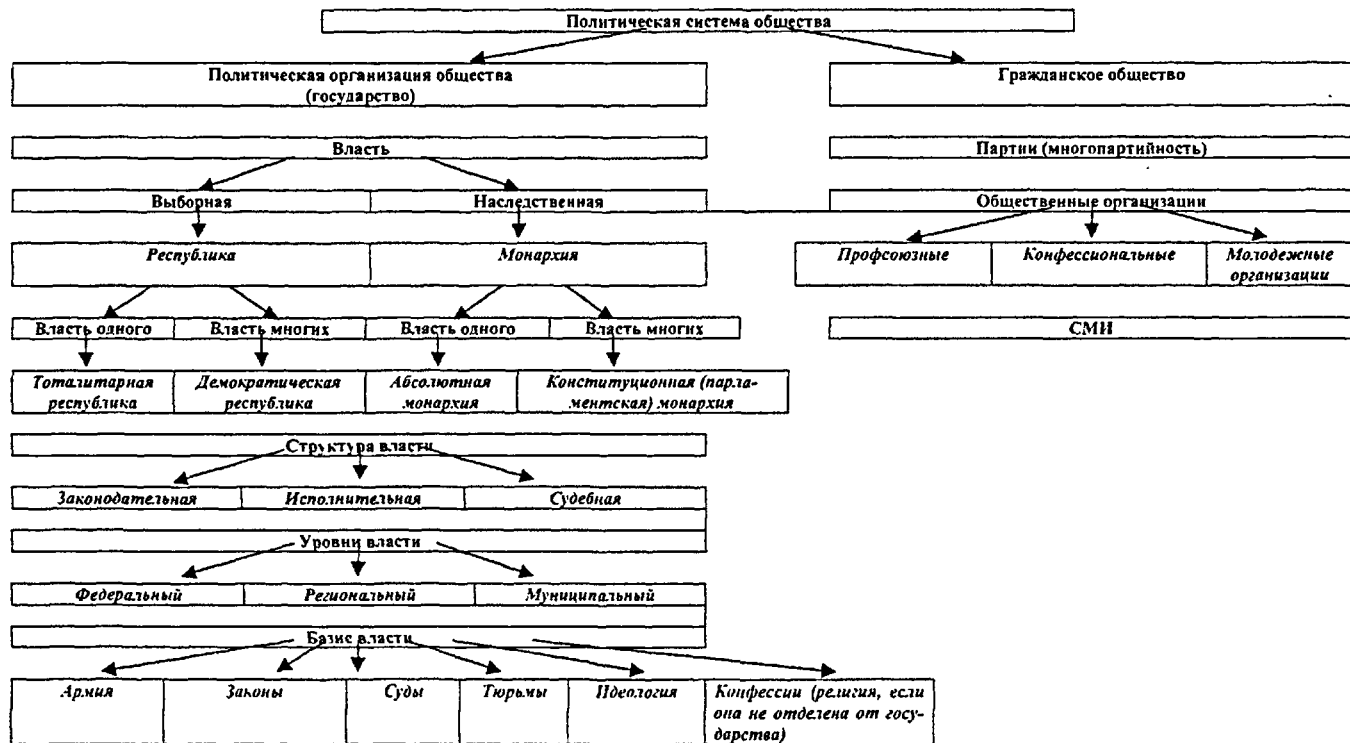 Политическая система общества
Политическая организация общества
(государство)
Гражданское общество
Власть
Партии (многопартийность)
Выборная
Наследственная
Общественные организации
Республика
Монархия
Профсоюзные
Конфессиональные
Молодежные
организации
Власть одного
Власть многих
Власть одного
Власть многих
СМИ
Тоталитарная
республика
Демократическая
республика
Абсолютная
монархия
Конституционная (парла-
ментская) монархия
Структура власти
Законодательная
Исполнительная
Судебная
Уровни власти
Федеральный
Региональный
Муниципальный
Базис власти
Армия
Законы
Суды
Тюрьмы
Идеология
Конфессии (религия, если
она не отделена от госу-
дарства)